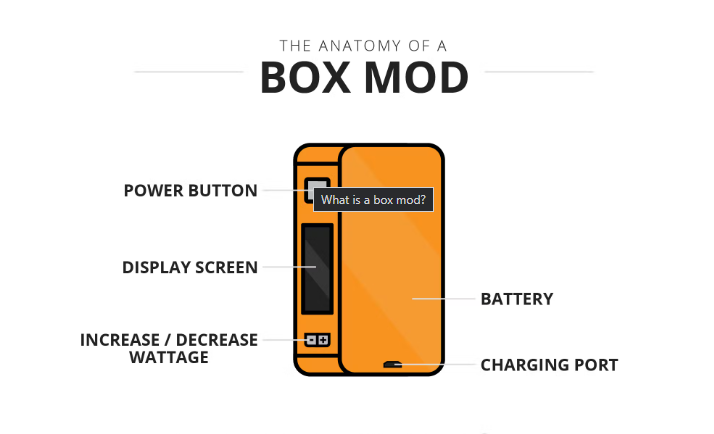 THE ANATOMY OF A
BOX MOD
POWER BUTTON
What is a box mod?
DISPLAY SCREEN
BATTERY
INCREASE / DECREASE
WATTAGE
- +
CHARGING PORT